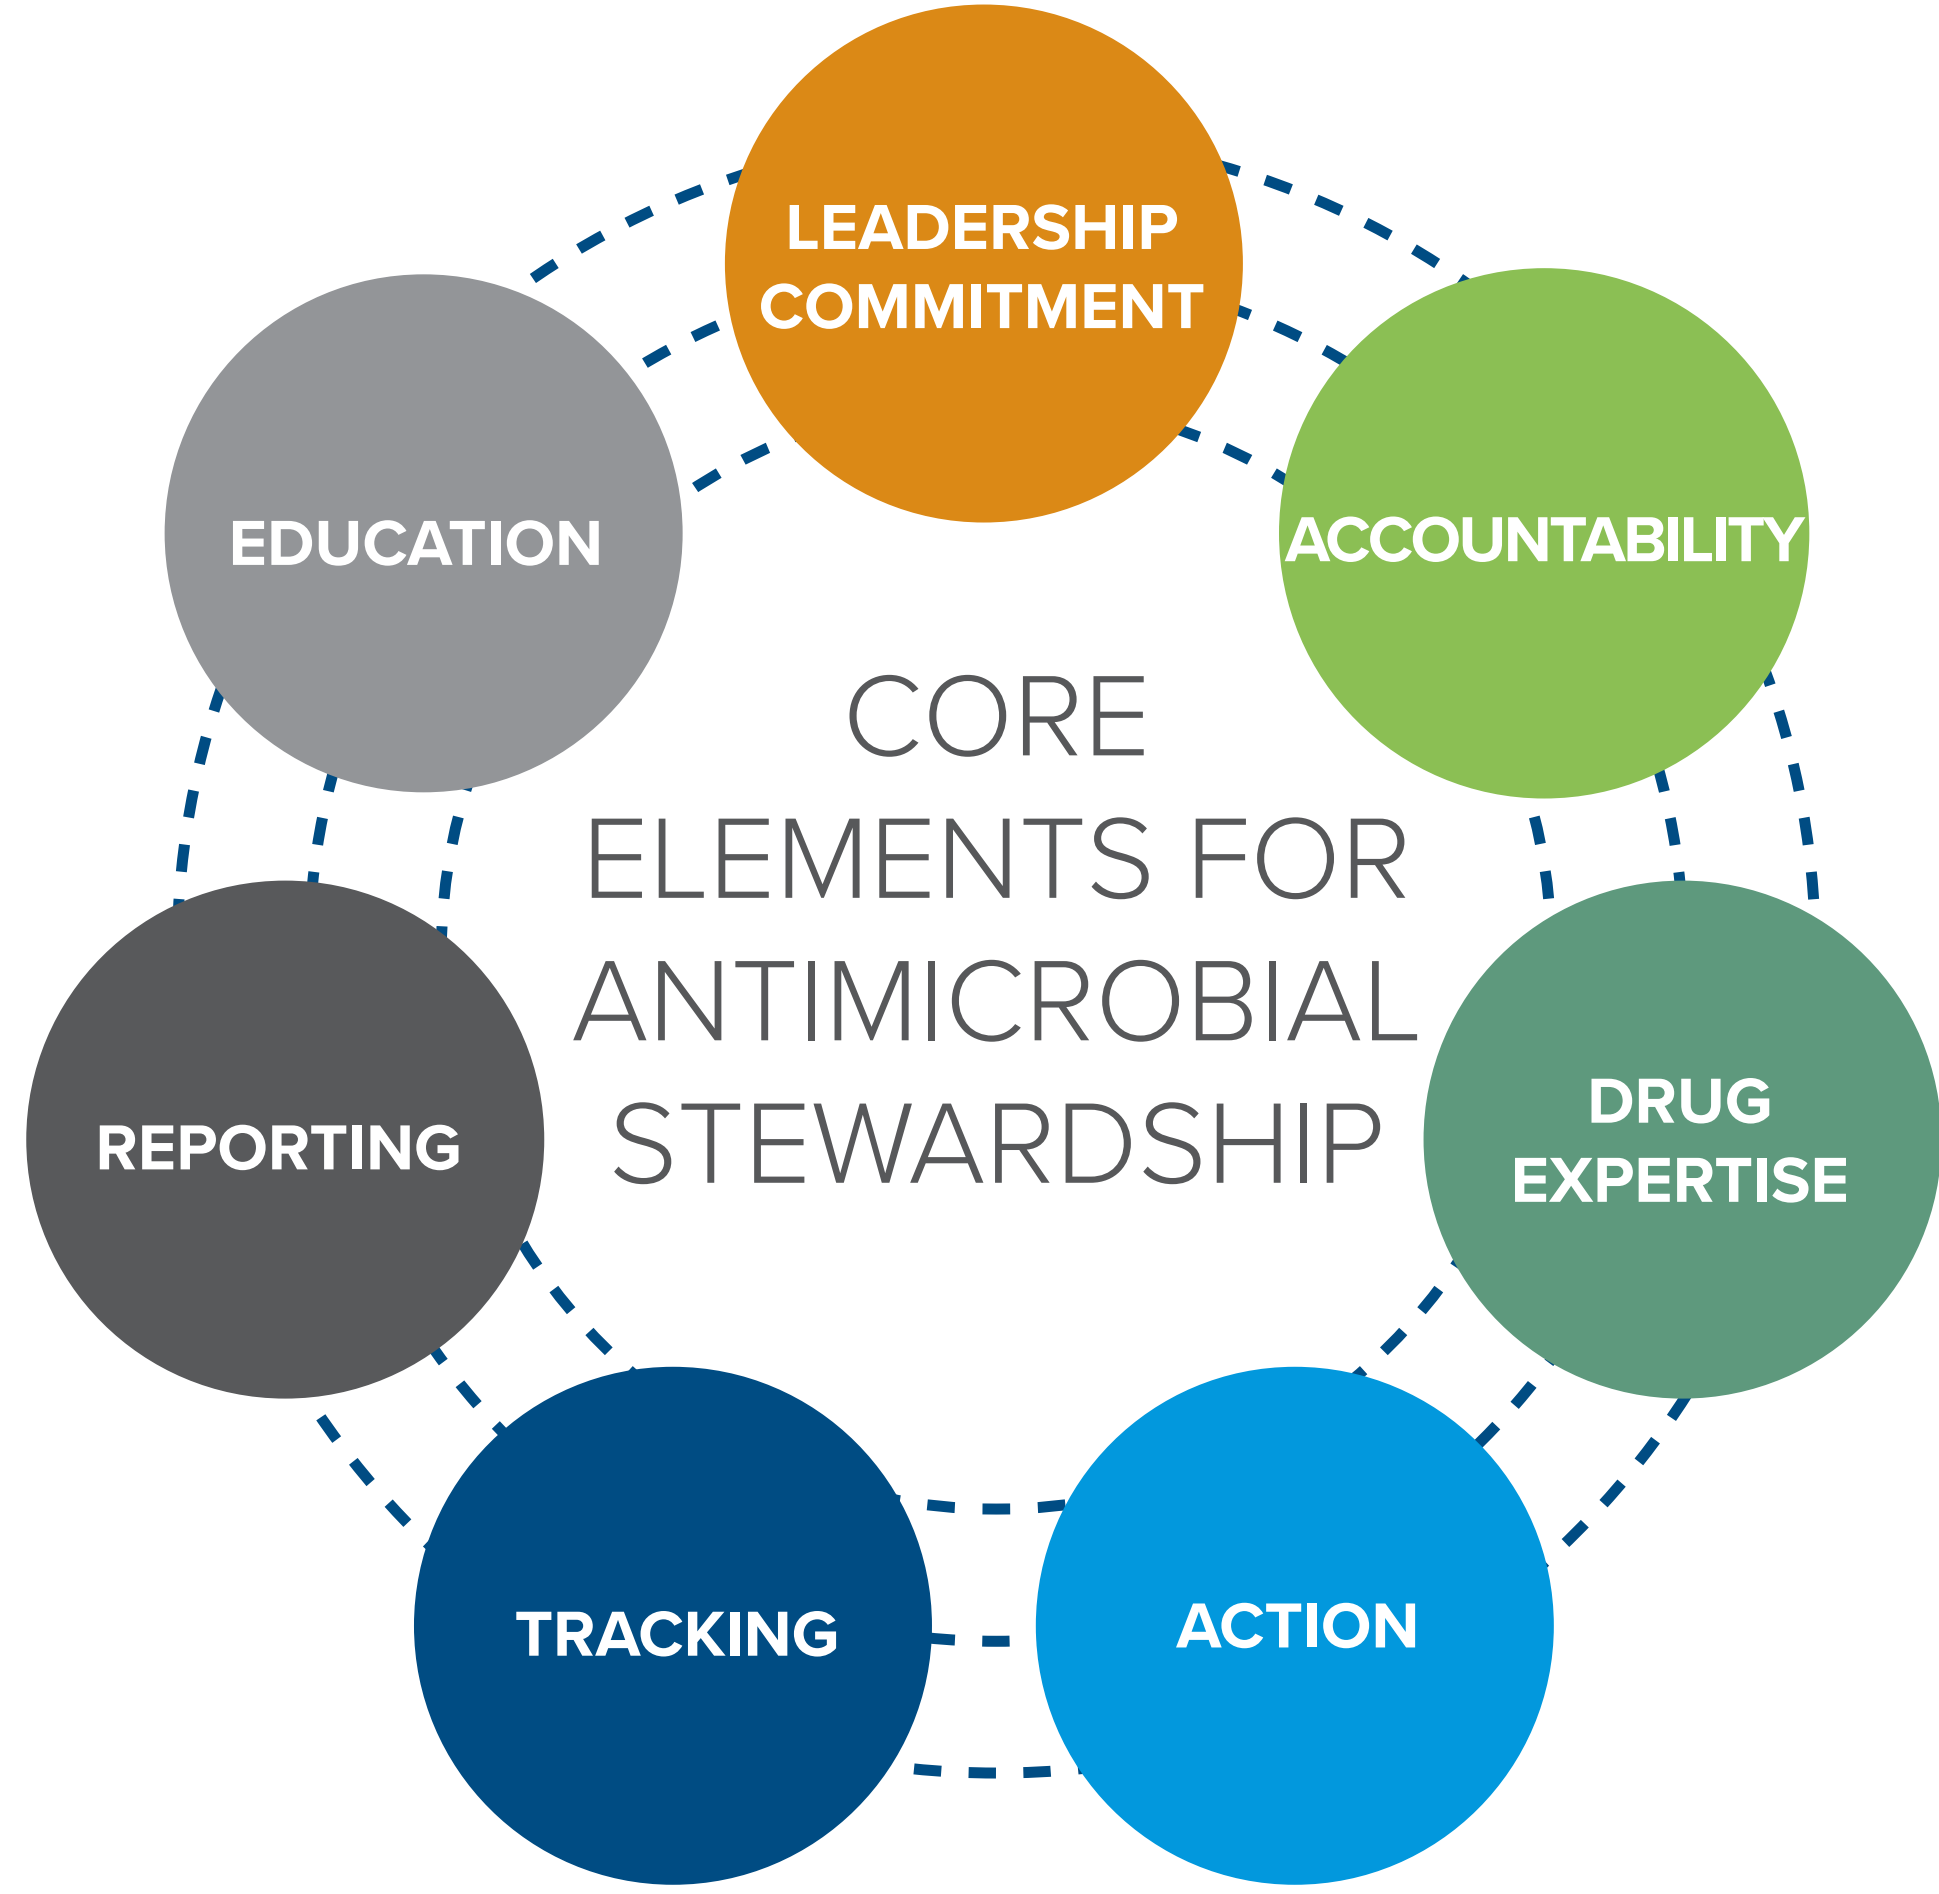 LEADERSHIP
COMMITMENT
EDUCATION
ACCOUNTABILITY
CORE
ELEMENTS FOR
ANTIMICROBIAL
STEWARDSHIP
REPORTING
DRUG
EXPERTISE
TRACKING
ACTION